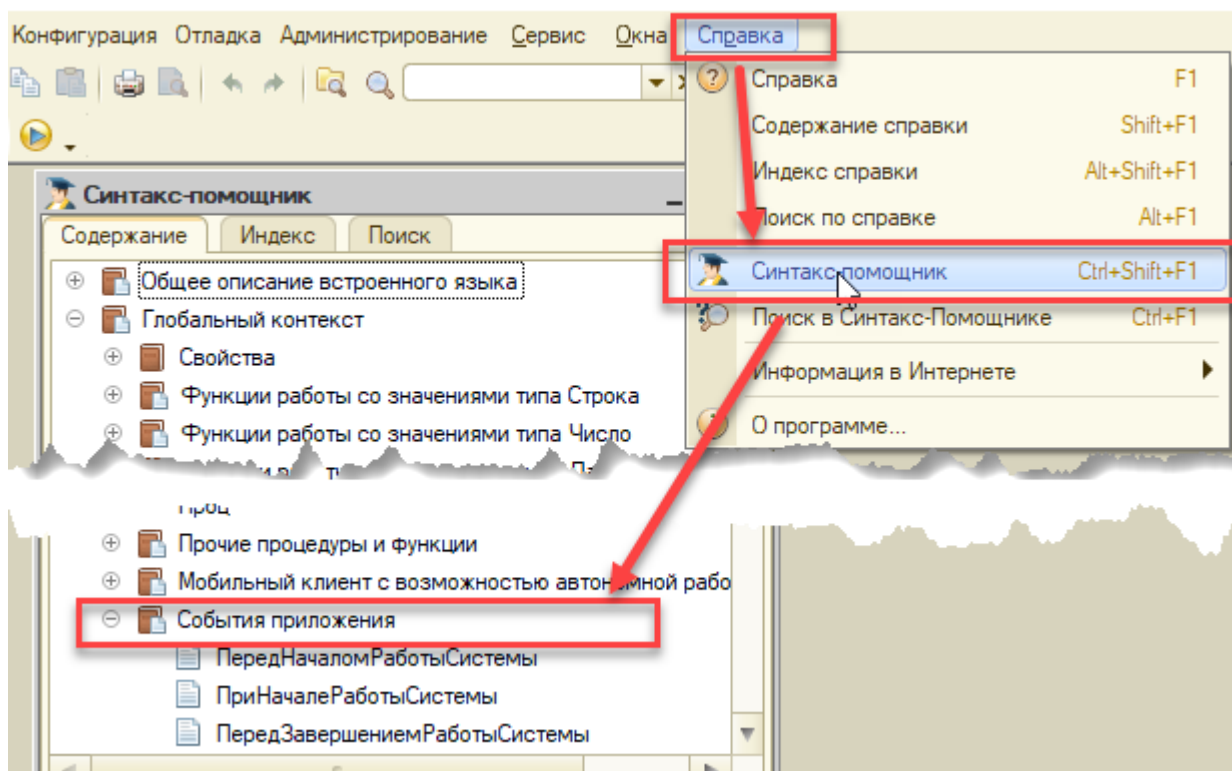 Конфигурация Отладка Администрирование Сервис Окна Справка
Справка F1
Содержание справки Shift+F1
Индекс справки Alt+Shift+F1
Поиск по справке Alt+F1
Синтакс-помощник Ctrl+Shift+F1
Поиск в Синтакс-Помощнике Ctrl+F1
Информация в Интернете
О программе...
Синтакс-помощник
Содержание Индекс Поиск
Общее описание встроенного языка
Глобальный контекст
Свойства
Функции работы со значениями типа Строка
Функции работы со значениями типа Число
Прочие процедуры и функции
Мобильный клиент с возможностью автономной рабо
События приложения
ПередНачаломРаботыСистемы
ПриНачалеРаботыСистемы
ПередЗавершениемРаботыСистемы